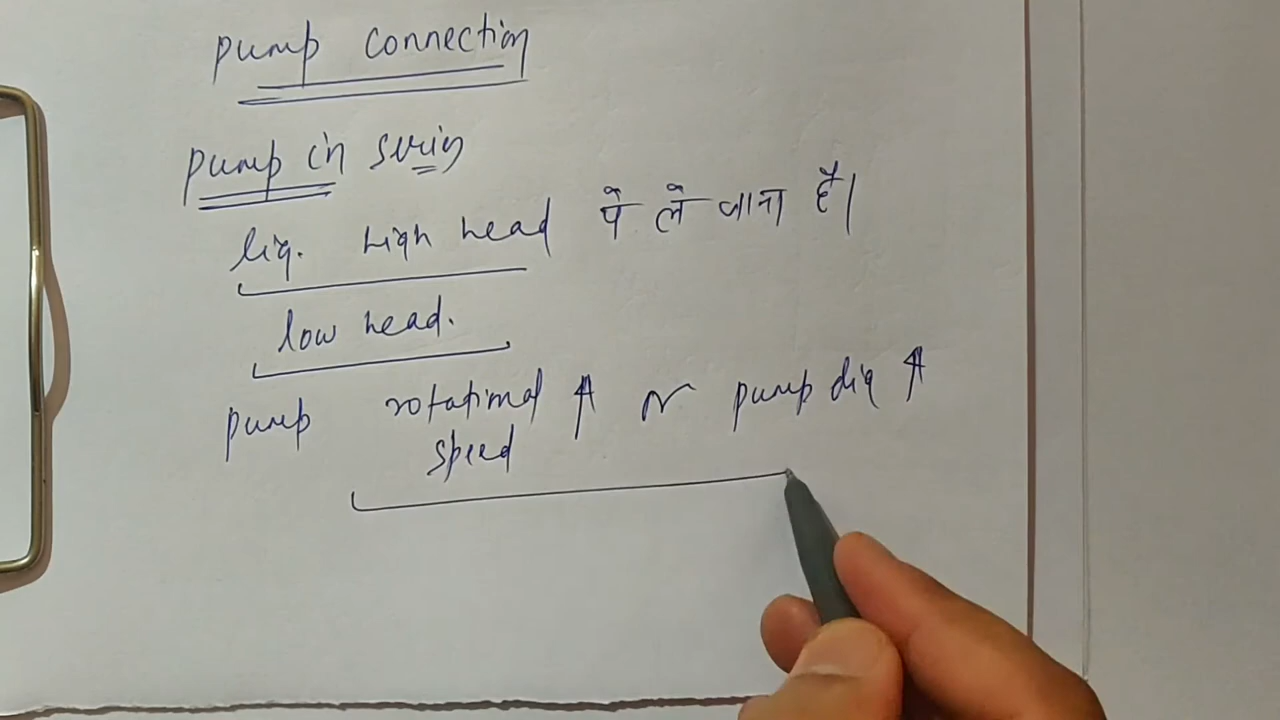 pump connection
pump in series
liq. high head पे ले जाना है।
low head.
pump rotational ↑ or pump dia ↑
speed